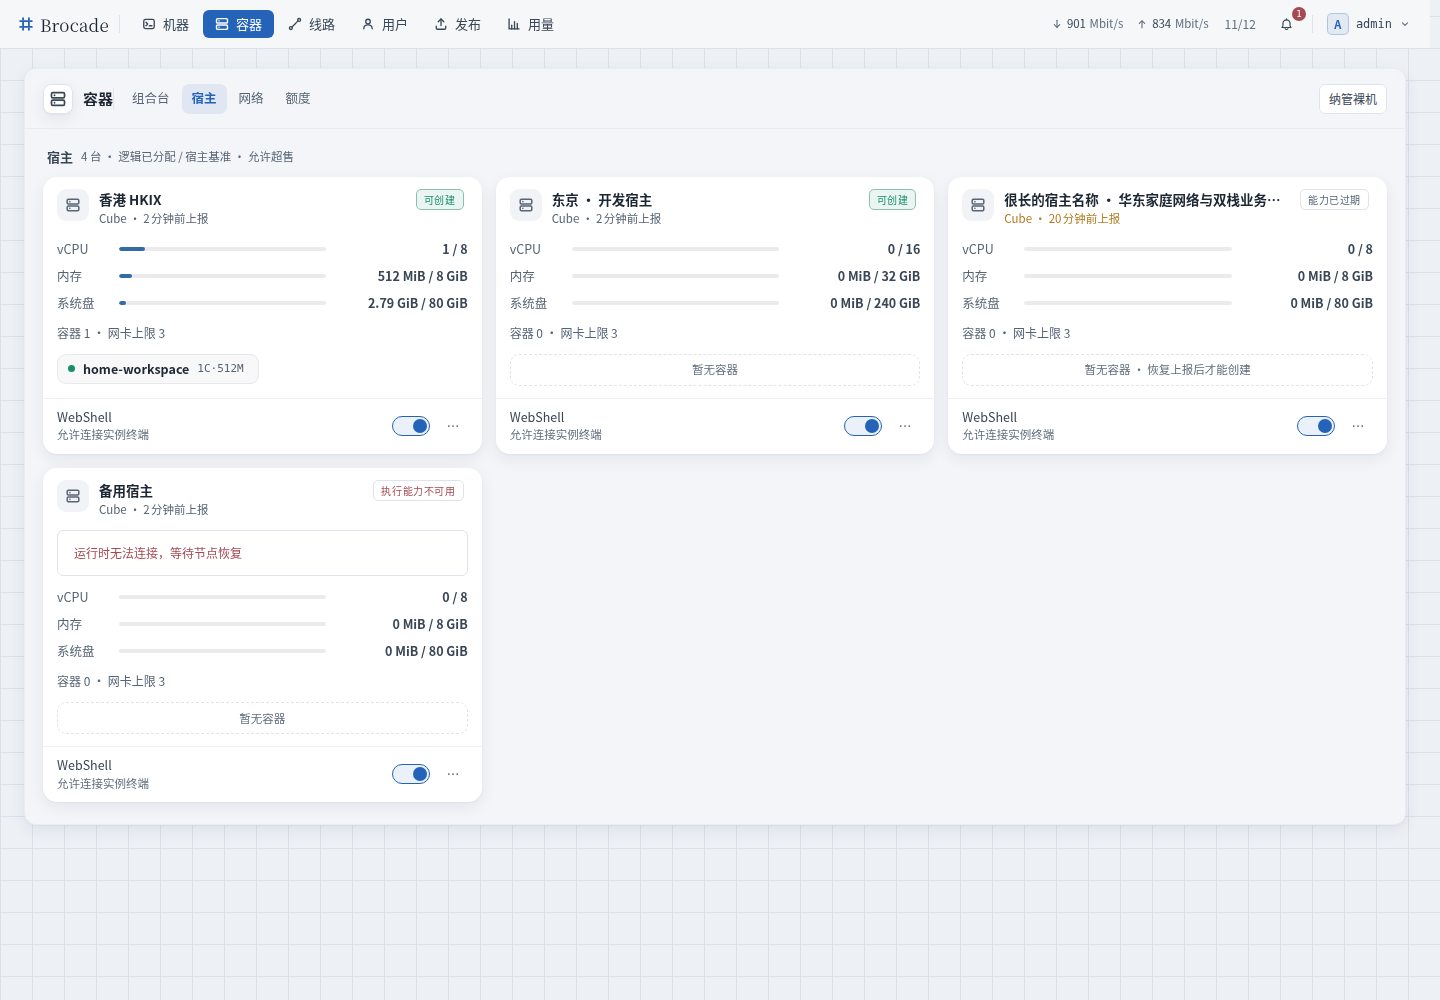 Brocade 机器 容器 线路 用户 发布 用量 ↓ 901 Mbit/s ↑ 834 Mbit/s 11/12 1 A admin
容器 组合台 宿主 网络 额度 纳管裸机
宿主 4 台 · 逻辑已分配 / 宿主基准 · 允许超售
香港 HKIX 可创建
Cube · 2 分钟前上报
vCPU 1 / 8
内存 512 MiB / 8 GiB
系统盘 2.79 GiB / 80 GiB
容器 1 · 网卡上限 3
home-workspace 1C·512M
WebShell
允许连接实例终端 ···
东京 · 开发宿主 可创建
Cube · 2 分钟前上报
vCPU 0 / 16
内存 0 MiB / 32 GiB
系统盘 0 MiB / 240 GiB
容器 0 · 网卡上限 3
暂无容器
WebShell
允许连接实例终端 ···
很长的宿主名称 · 华东家庭网络与双栈业务… 能力已过期
Cube · 20 分钟前上报
vCPU 0 / 8
内存 0 MiB / 8 GiB
系统盘 0 MiB / 80 GiB
容器 0 · 网卡上限 3
暂无容器 · 恢复上报后才能创建
WebShell
允许连接实例终端 ···
备用宿主 执行能力不可用
Cube · 2 分钟前上报
运行时无法连接，等待节点恢复
vCPU 0 / 8
内存 0 MiB / 8 GiB
系统盘 0 MiB / 80 GiB
容器 0 · 网卡上限 3
暂无容器
WebShell
允许连接实例终端 ···